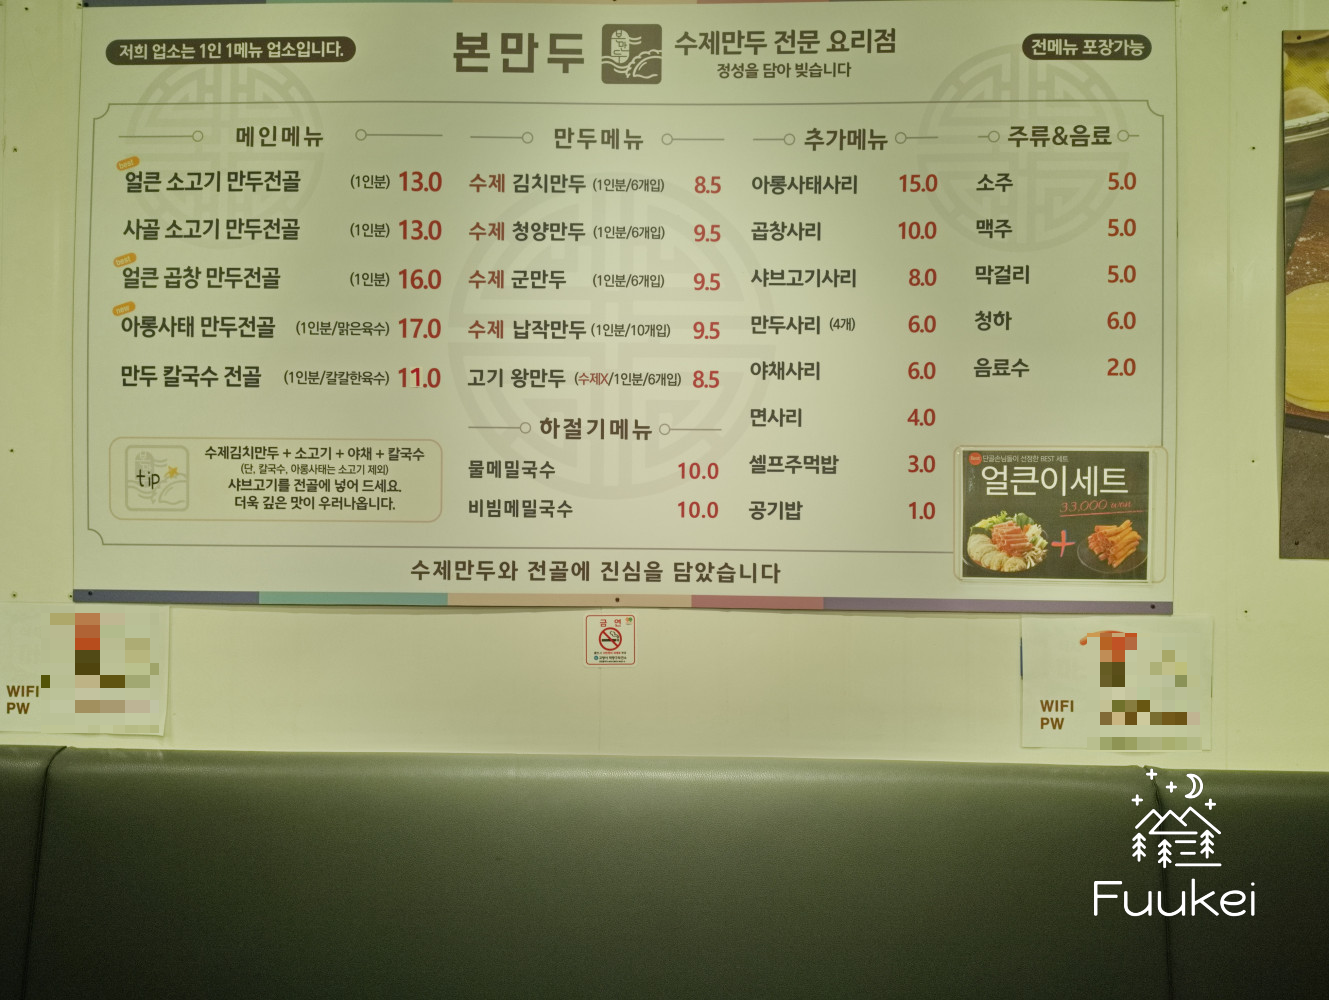 저희 업소는 1인 1메뉴 업소입니다.
본만두
본만두
수제만두 전문 요리점
정성을 담아 빚습니다
전메뉴 포장가능
메인메뉴
best
얼큰 소고기 만두전골 (1인분) 13.0
사골 소고기 만두전골 (1인분) 13.0
best
얼큰 곱창 만두전골 (1인분) 16.0
new
아롱사태 만두전골 (1인분/맑은육수) 17.0
만두 칼국수 전골 (1인분/칼칼한육수) 11.0
tip
수제김치만두 + 소고기 + 야채 + 칼국수
(단, 칼국수, 아롱사태는 소고기 제외)
샤브고기를 전골에 넣어 드세요.
더욱 깊은 맛이 우러나옵니다.
만두메뉴
수제 김치만두 (1인분/6개입) 8.5
수제 청양만두 (1인분/6개입) 9.5
수제 군만두 (1인분/6개입) 9.5
수제 납작만두 (1인분/10개입) 9.5
고기 왕만두 (수제X/1인분/6개입) 8.5
하절기메뉴
물메밀국수 10.0
비빔메밀국수 10.0
추가메뉴
아롱사태사리 15.0
곱창사리 10.0
샤브고기사리 8.0
만두사리 (4개) 6.0
야채사리 6.0
면사리 4.0
셀프주먹밥 3.0
공기밥 1.0
주류&음료
소주 5.0
맥주 5.0
막걸리 5.0
청하 6.0
음료수 2.0
단골손님들이 선정한 BEST 세트
얼큰이세트
33,000
+
수제만두와 전골에 진심을 담았습니다
금 연
WIFI
PW
WIFI
PW
Fuukei